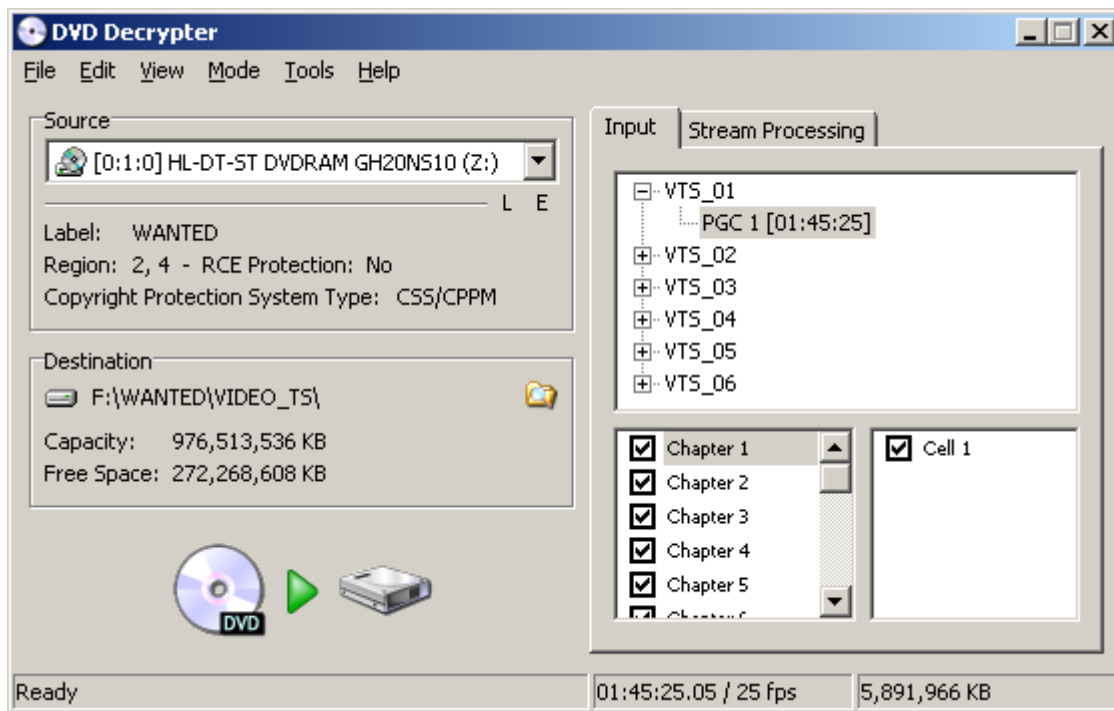 DVD Decrypter
File Edit View Mode Tools Help
Source
[0:1:0] HL-DT-ST DVDRAM GH20NS10 (Z:)
L E
Label: WANTED
Region: 2, 4 - RCE Protection: No
Copyright Protection System Type: CSS/CPPM
Destination
F:\WANTED\VIDEO_TS\
Capacity: 976,513,536 KB
Free Space: 272,268,608 KB
DVD
Input Stream Processing
VTS_01
PGC 1 [01:45:25]
VTS_02
VTS_03
VTS_04
VTS_05
VTS_06
Chapter 1
Chapter 2
Chapter 3
Chapter 4
Chapter 5
Cell 1
Ready 01:45:25.05 / 25 fps 5,891,966 KB